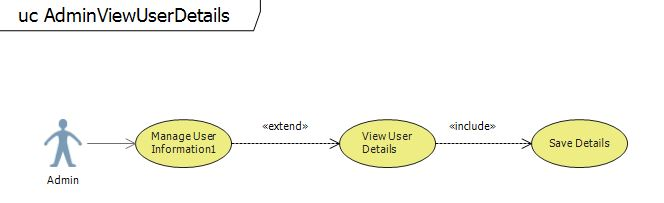 uc AdminViewUserDetails
Admin
Manage User
Information1
«extend»
View User
Details
«include»
Save Details